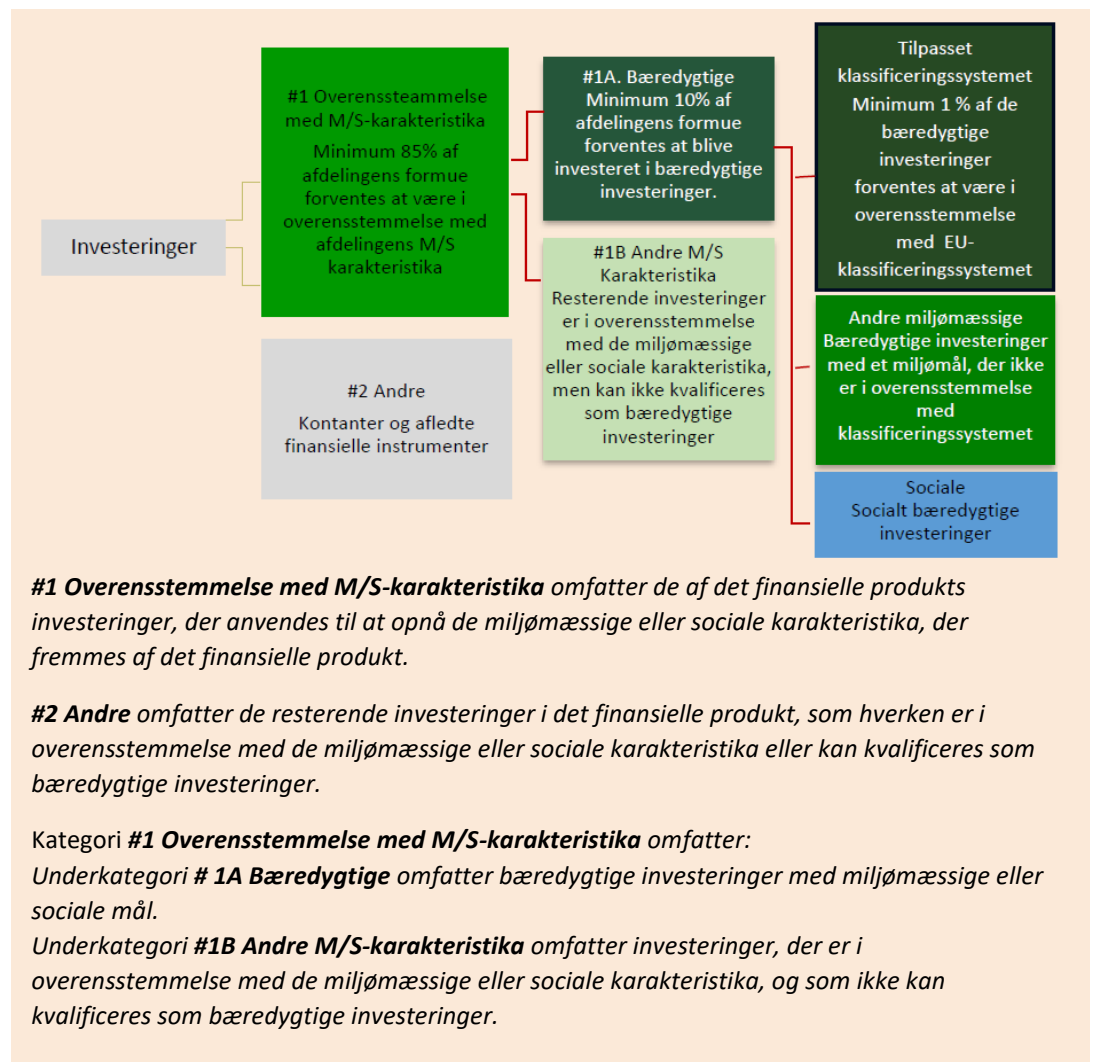 Investeringer
#1 Overenssteammelse
med M/S-karakteristika
Minimum 85% af
afdelingens formue
forventes at være i
overensstemmelse med
afdelingens M/S
karakteristika
#2 Andre
Kontanter og afledte
finansielle instrumenter
#1A. Bæredygtige
Minimum 10% af
afdelingens formue
forventes at blive
investeret i bæredygtige
investeringer.
#1B Andre M/S
Karakteristika
Resterende investeringer
er i overensstemmelse
med de miljømæssige
eller sociale karakteristika,
men kan ikke kvalificeres
som bæredygtige
investeringer
Tilpasset
klassificeringssystemet
Minimum 1 % af de
bæredygtige
investeringer
forventes at være i
overensstemmelse
med EU-
klassificeringssystemet
Andre miljømæssige
Bæredygtige investeringer
med et miljømål, der ikke
er i overensstemmelse
med
klassificeringssystemet
Sociale
Socialt bæredygtige
investeringer
#1 Overensstemmelse med M/S-karakteristika omfatter de af det finansielle produkts
investeringer, der anvendes til at opnå de miljømæssige eller sociale karakteristika, der
fremmes af det finansielle produkt.
#2 Andre omfatter de resterende investeringer i det finansielle produkt, som hverken er i
overensstemmelse med de miljømæssige eller sociale karakteristika eller kan kvalificeres som
bæredygtige investeringer.
Kategori #1 Overensstemmelse med M/S-karakteristika omfatter:
Underkategori # 1A Bæredygtige omfatter bæredygtige investeringer med miljømæssige eller
sociale mål.
Underkategori #1B Andre M/S-karakteristika omfatter investeringer, der er i
overensstemmelse med de miljømæssige eller sociale karakteristika, og som ikke kan
kvalificeres som bæredygtige investeringer.